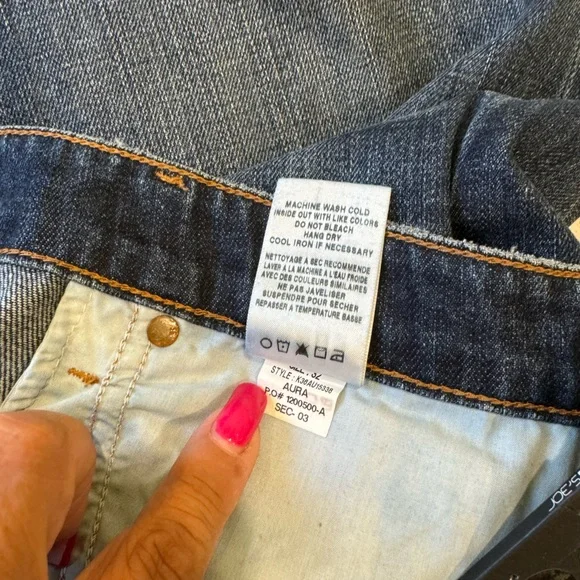 MACHINE WASH COLD
INSIDE OUT WITH LIKE COLORS
DO NOT BLEACH
HANG DRY
COOL IRON IF NECESSARY
NETTOYAGE A SEC RECOMMENDE
LAVER A LA MACHINE A L'EAU FROIDE
AVEC DES COULEURS SIMILAIRES
NE PAS JAVELISER
SUSPENDRE POUR SECHER
REPASSER A TEMPERATURE BASSE
STYLE: K38AU15336
AURA
P.O# 1200500-A
SEC- 03